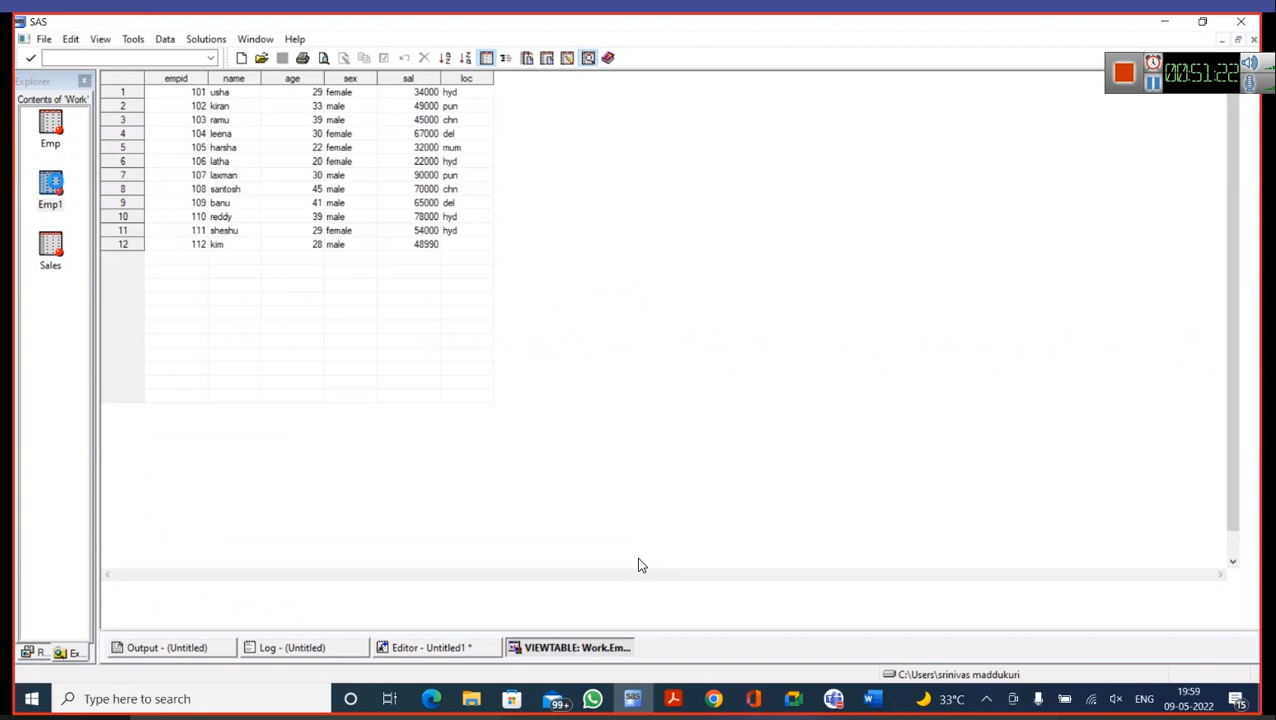 SAS
File Edit View Tools Data Solutions Window Help
00:51:22
Explorer
Contents of 'Work'
Emp
Emp1
Sales
empid name age sex sal loc
1 101 usha 29 female 34000 hyd
2 102 kiran 33 male 49000 pun
3 103 ramu 39 male 45000 chn
4 104 leena 30 female 67000 del
5 105 harsha 22 female 32000 mum
6 106 latha 20 female 22000 hyd
7 107 laxman 30 male 90000 pun
8 108 santosh 45 male 70000 chn
9 109 banu 41 male 65000 del
10 110 reddy 39 male 78000 hyd
11 111 sheshu 29 female 54000 hyd
12 112 kim 28 male 48990
R... Ex... Output - (Untitled) Log - (Untitled) Editor - Untitled1 * VIEWTABLE: Work.Em...
C:\Users\srinivas maddukuri
Type here to search 99+ 33°C ENG 19:59
09-05-2022 15